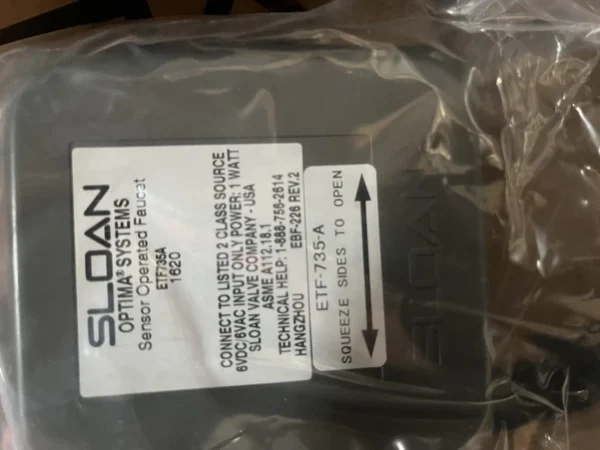 SLOAN
OPTIMA® SYSTEMS
Sensor Operated Faucet
ETF735A
1620
CONNECT TO LISTED 2 CLASS SOURCE
6VDC/6VAC INPUT ONLY POWER: 1 WATT
SLOAN VALVE COMPANY - USA
ASME A112.18.1
TECHNICAL HELP: 1-888-756-2614
HANGZHOU EBF-226 REV.2
ETF-735-A
SQUEEZE SIDES TO OPEN
SLOAN